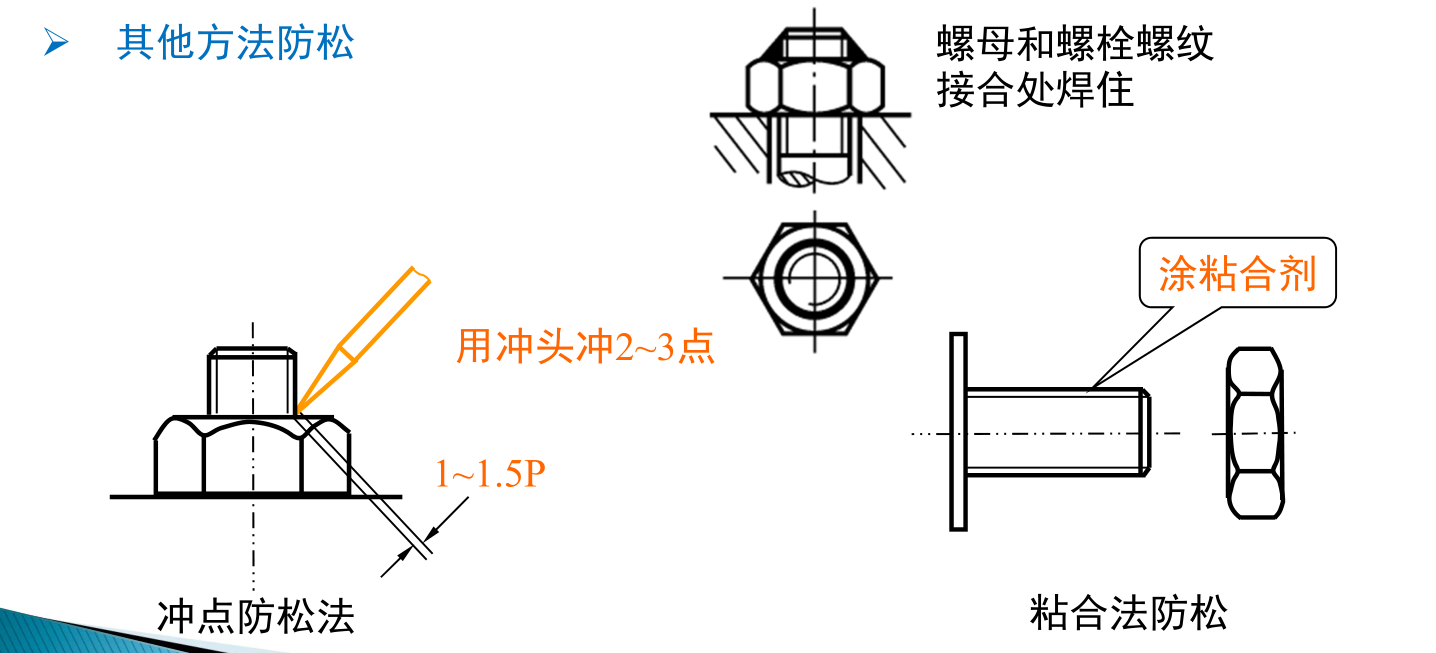 其他方法防松
螺母和螺栓螺纹
接合处焊住
涂粘合剂
用冲头冲2~3点
1~1.5P
冲点防松法
粘合法防松